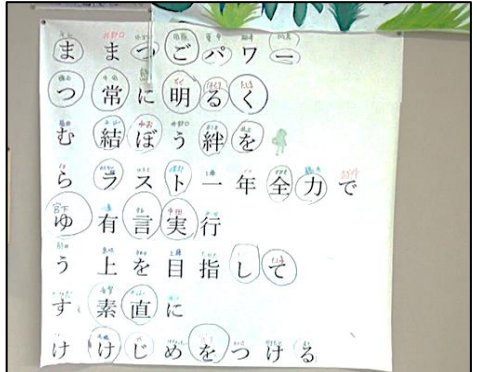 ま まつごパワー
つ 常に明るく
む 結ぼう絆を
ら ラスト一年全力で
ゆ 有言実行
う 上を目指して
す 素直に
け けじめをつける